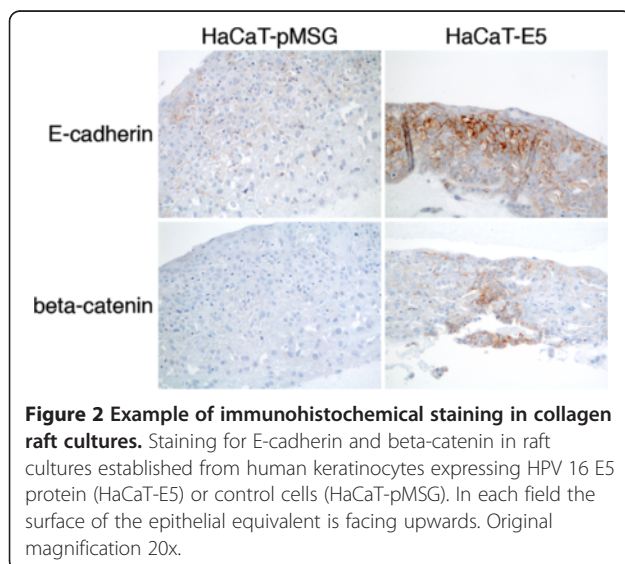 HaCaT-pMSG HaCaT-E5
E-cadherin
beta-catenin
Figure 2 Example of immunohistochemical staining in collagen
raft cultures. Staining for E-cadherin and beta-catenin in raft
cultures established from human keratinocytes expressing HPV 16 E5
protein (HaCaT-E5) or control cells (HaCaT-pMSG). In each field the
surface of the epithelial equivalent is facing upwards. Original
magnification 20x.